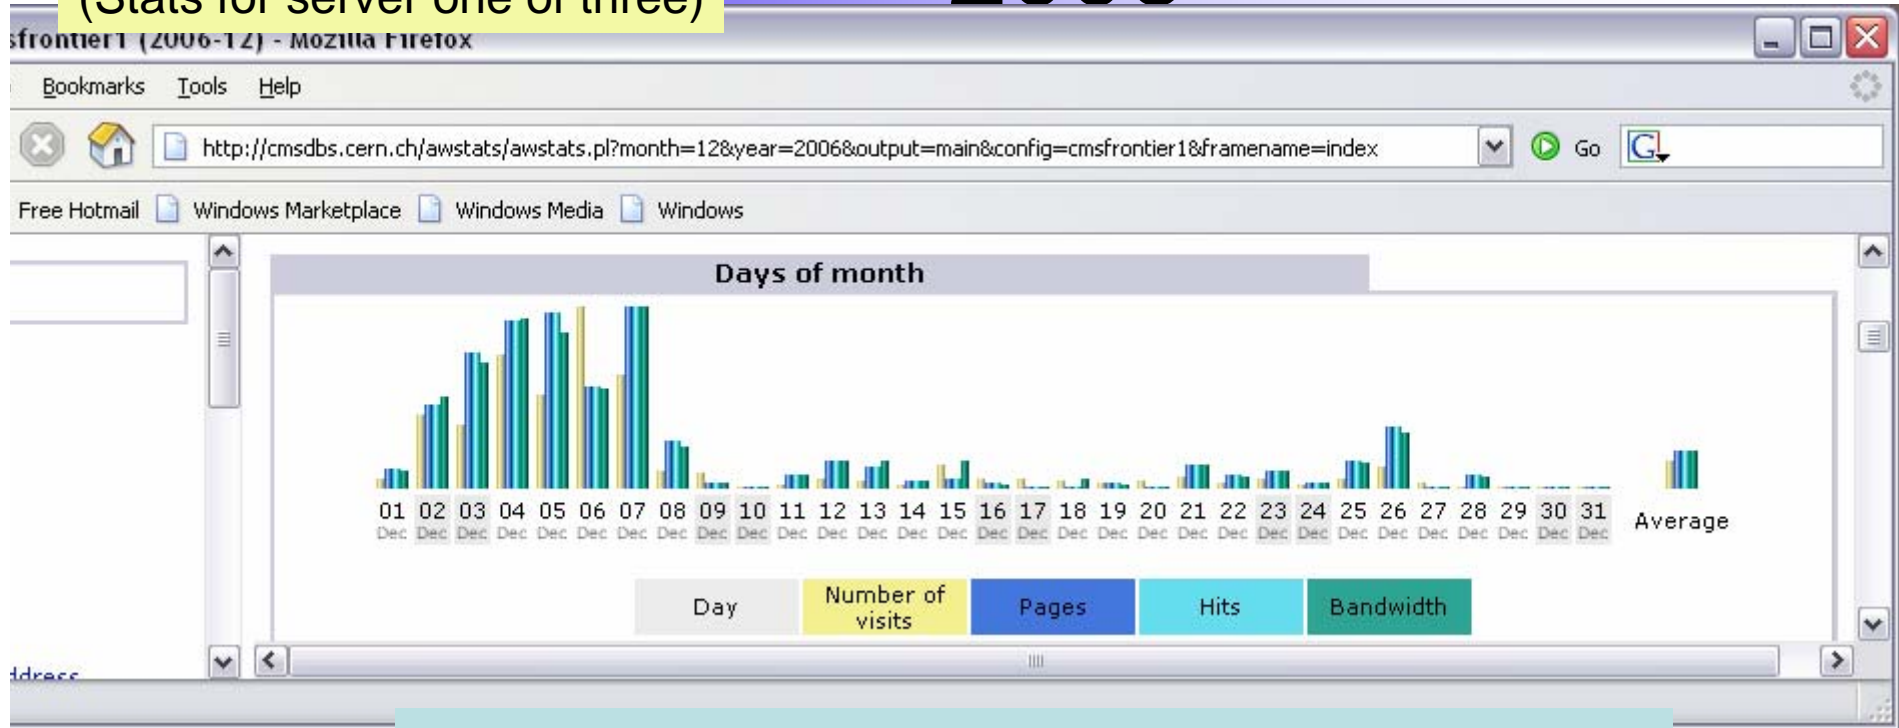 (Stats for server one of three)
sfrontier1 (2006-12) - Mozilla Firefox
Bookmarks Tools Help
http://cmsdbs.cern.ch/awstats/awstats.pl?month=12&year=2006&output=main&config=cmsfrontier1&framename=index Go G
Free Hotmail Windows Marketplace Windows Media Windows
Days of month
01 02 03 04 05 06 07 08 09 10 11 12 13 14 15 16 17 18 19 20 21 22 23 24 25 26 27 28 29 30 31 Average
Dec Dec Dec Dec Dec Dec Dec Dec Dec Dec Dec Dec Dec Dec Dec Dec Dec Dec Dec Dec Dec Dec Dec Dec Dec Dec Dec Dec Dec Dec Dec
Day Number of visits Pages Hits Bandwidth